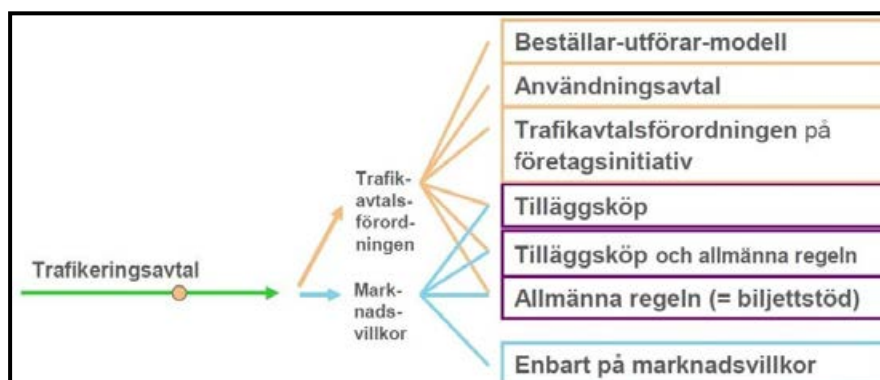 Beställar-utförar-modell
Användningsavtal
Trafikavtalsförordningen på
företagsinitiativ
Tilläggsköp
Tilläggsköp och allmänna regeln
Allmänna regeln (= biljettstöd)
Enbart på marknadsvillkor
Trafik-
avtals-
förord-
ningen
Mark-
nads-
villkor
Trafikeringsavtal